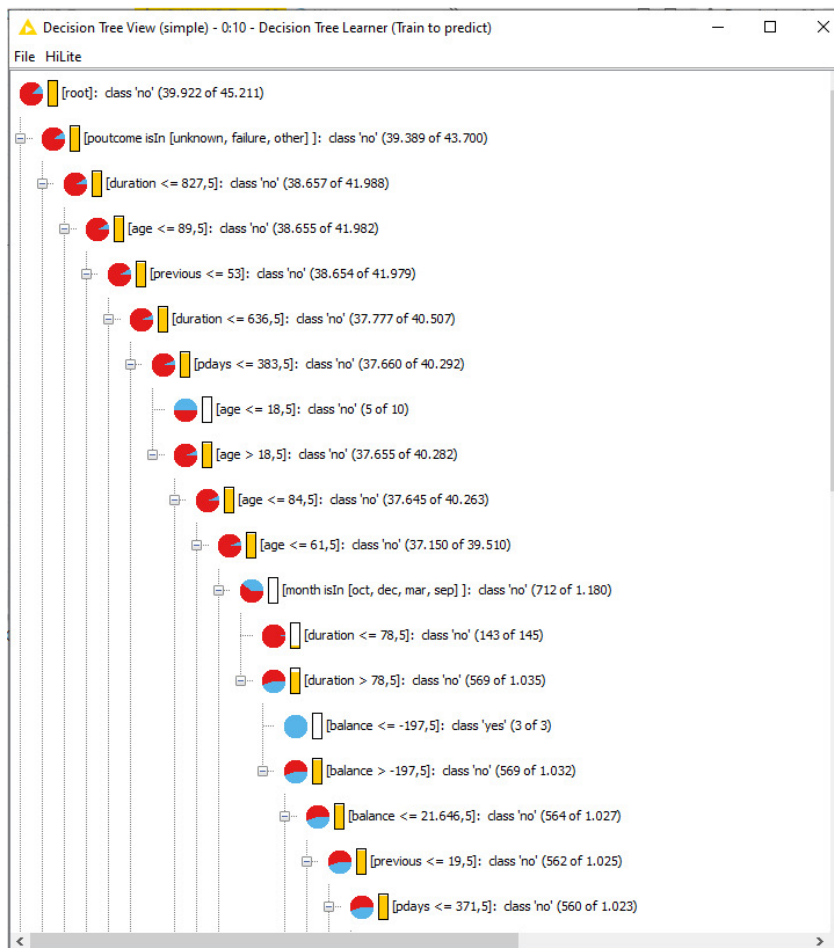 Decision Tree View (simple) - 0:10 - Decision Tree Learner (Train to predict)
File HiLite
[root]: class 'no' (39.922 of 45.211)
[poutcome isIn [unknown, failure, other] ]: class 'no' (39.389 of 43.700)
[duration <= 827,5]: class 'no' (38.657 of 41.988)
[age <= 89,5]: class 'no' (38.655 of 41.982)
[previous <= 53]: class 'no' (38.654 of 41.979)
[duration <= 636,5]: class 'no' (37.777 of 40.507)
[pdays <= 383,5]: class 'no' (37.660 of 40.292)
[age <= 18,5]: class 'no' (5 of 10)
[age > 18,5]: class 'no' (37.655 of 40.282)
[age <= 84,5]: class 'no' (37.645 of 40.263)
[age <= 61,5]: class 'no' (37.150 of 39.510)
[month isIn [oct, dec, mar, sep] ]: class 'no' (712 of 1.180)
[duration <= 78,5]: class 'no' (143 of 145)
[duration > 78,5]: class 'no' (569 of 1.035)
[balance <= -197,5]: class 'yes' (3 of 3)
[balance > -197,5]: class 'no' (569 of 1.032)
[balance <= 21.646,5]: class 'no' (564 of 1.027)
[previous <= 19,5]: class 'no' (562 of 1.025)
[pdays <= 371,5]: class 'no' (560 of 1.023)